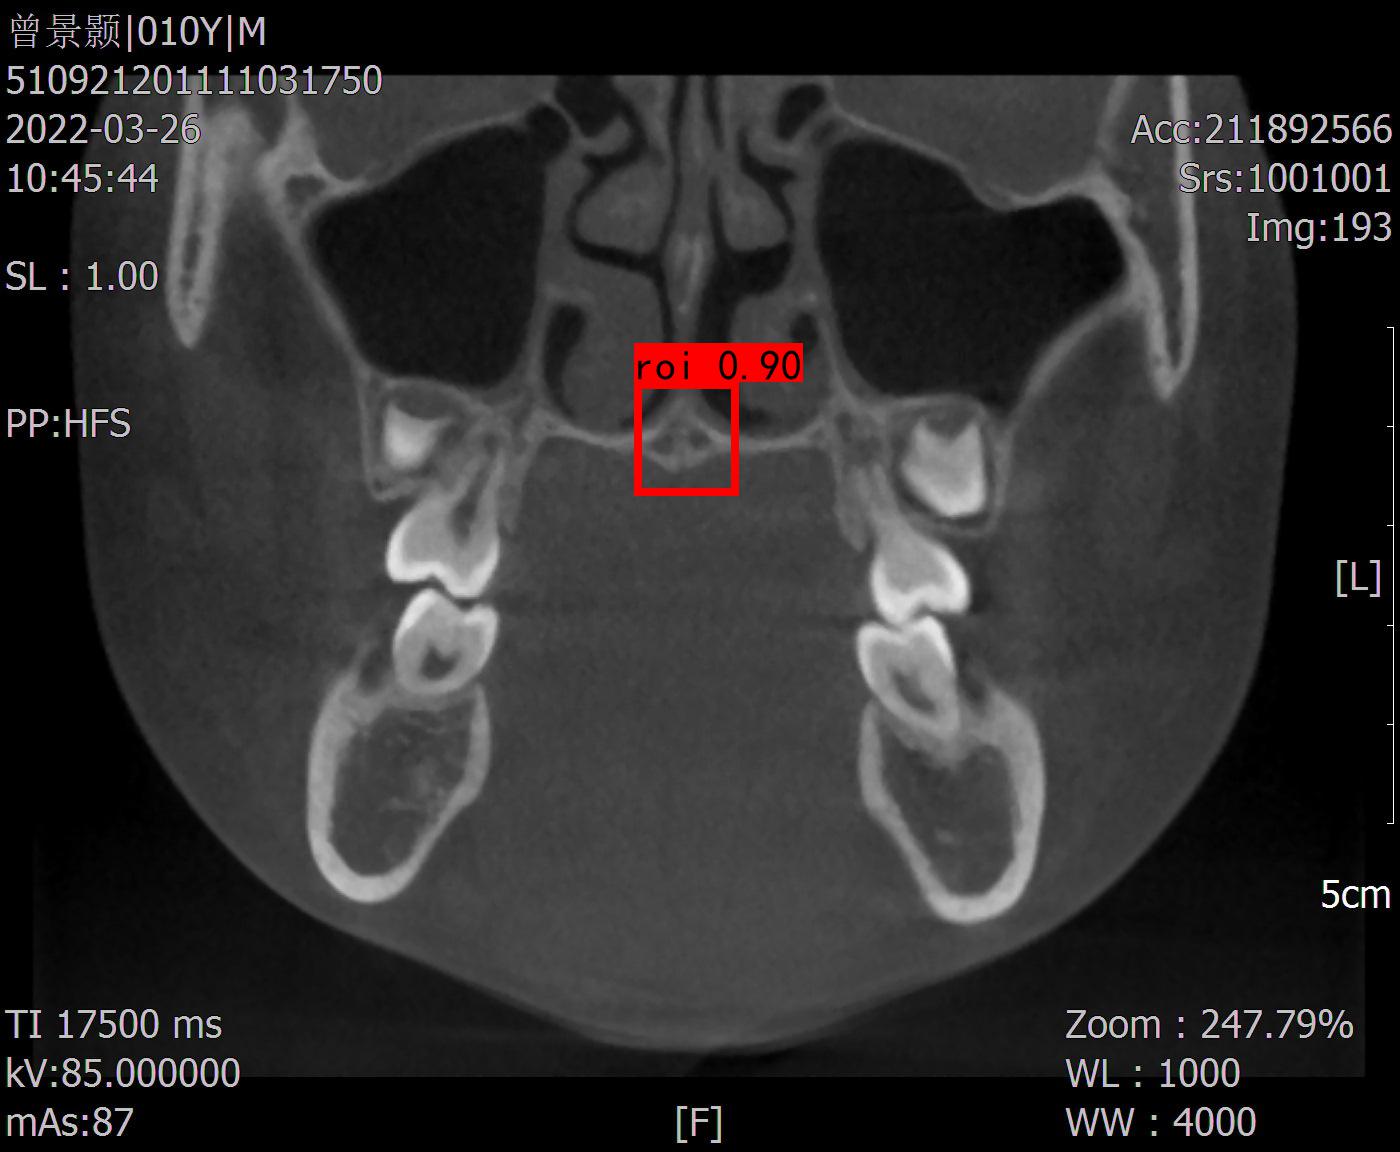 曾景颢|010Y|M
510921201111031750
2022-03-26
10:45:44
SL : 1.00
PP:HFS
Acc:211892566
Srs:1001001
Img:193
roi 0.90
[L]
5cm
TI 17500 ms
kV:85.000000
mAs:87
[F]
Zoom : 247.79%
WL : 1000
WW : 4000